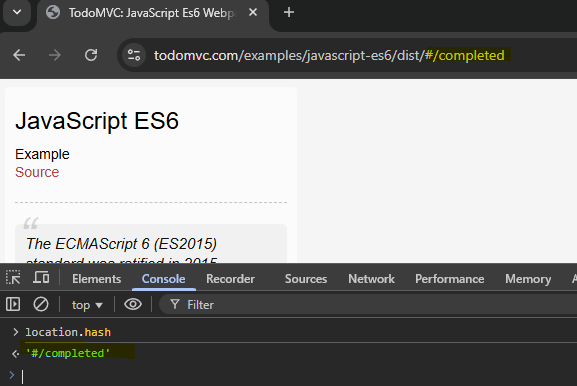 TodoMVC: JavaScript Es6 Webp
todomvc.com/examples/javascript-es6/dist/#/completed
JavaScript ES6
Example
Source
“
The ECMAScript 6 (ES2015)
standard was ratified in 2015
Elements Console Recorder Sources Network Performance Memory
top Filter
location.hash
'#/completed'